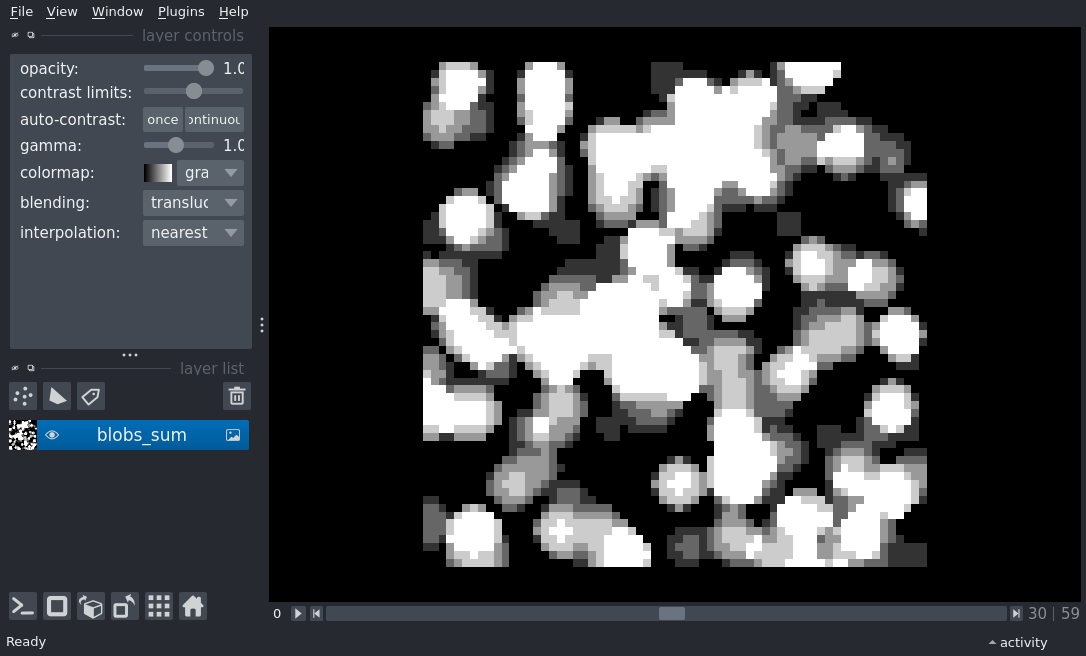 File View Window Plugins Help
layer controls
opacity: 1.0
contrast limits:
auto-contrast: once ontinuou
gamma: 1.0
colormap: gra
blending: transluc
interpolation: nearest
layer list
blobs_sum
0 30 | 59
Ready activity